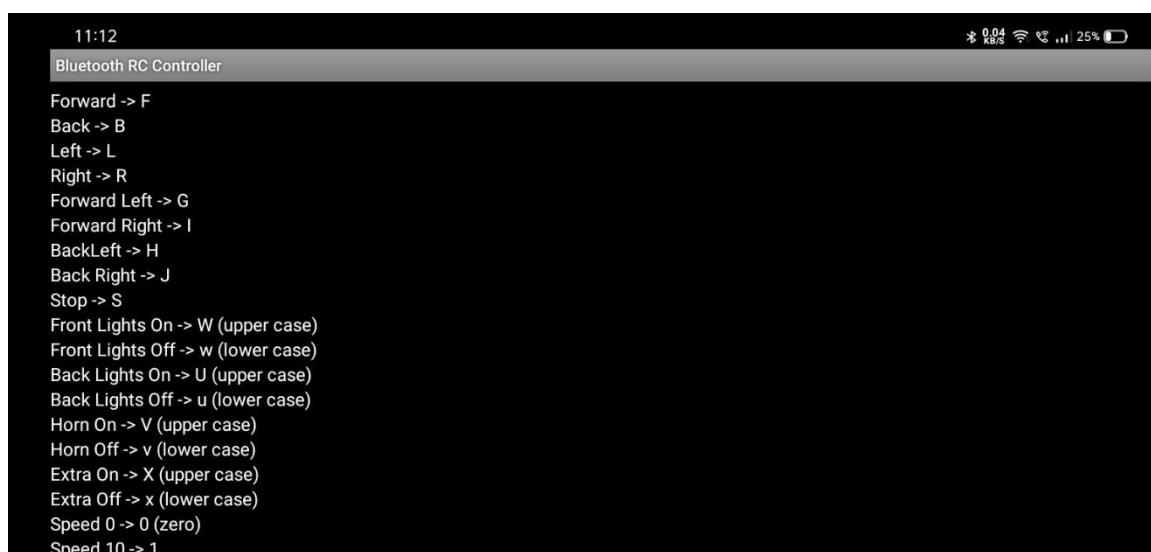 11:12
0.04 KB/S 25%
Bluetooth RC Controller
Forward -> F
Back -> B
Left -> L
Right -> R
Forward Left -> G
Forward Right -> I
BackLeft -> H
Back Right -> J
Stop -> S
Front Lights On -> W (upper case)
Front Lights Off -> w (lower case)
Back Lights On -> U (upper case)
Back Lights Off -> u (lower case)
Horn On -> V (upper case)
Horn Off -> v (lower case)
Extra On -> X (upper case)
Extra Off -> x (lower case)
Speed 0 -> 0 (zero)
Speed 10 -> 1